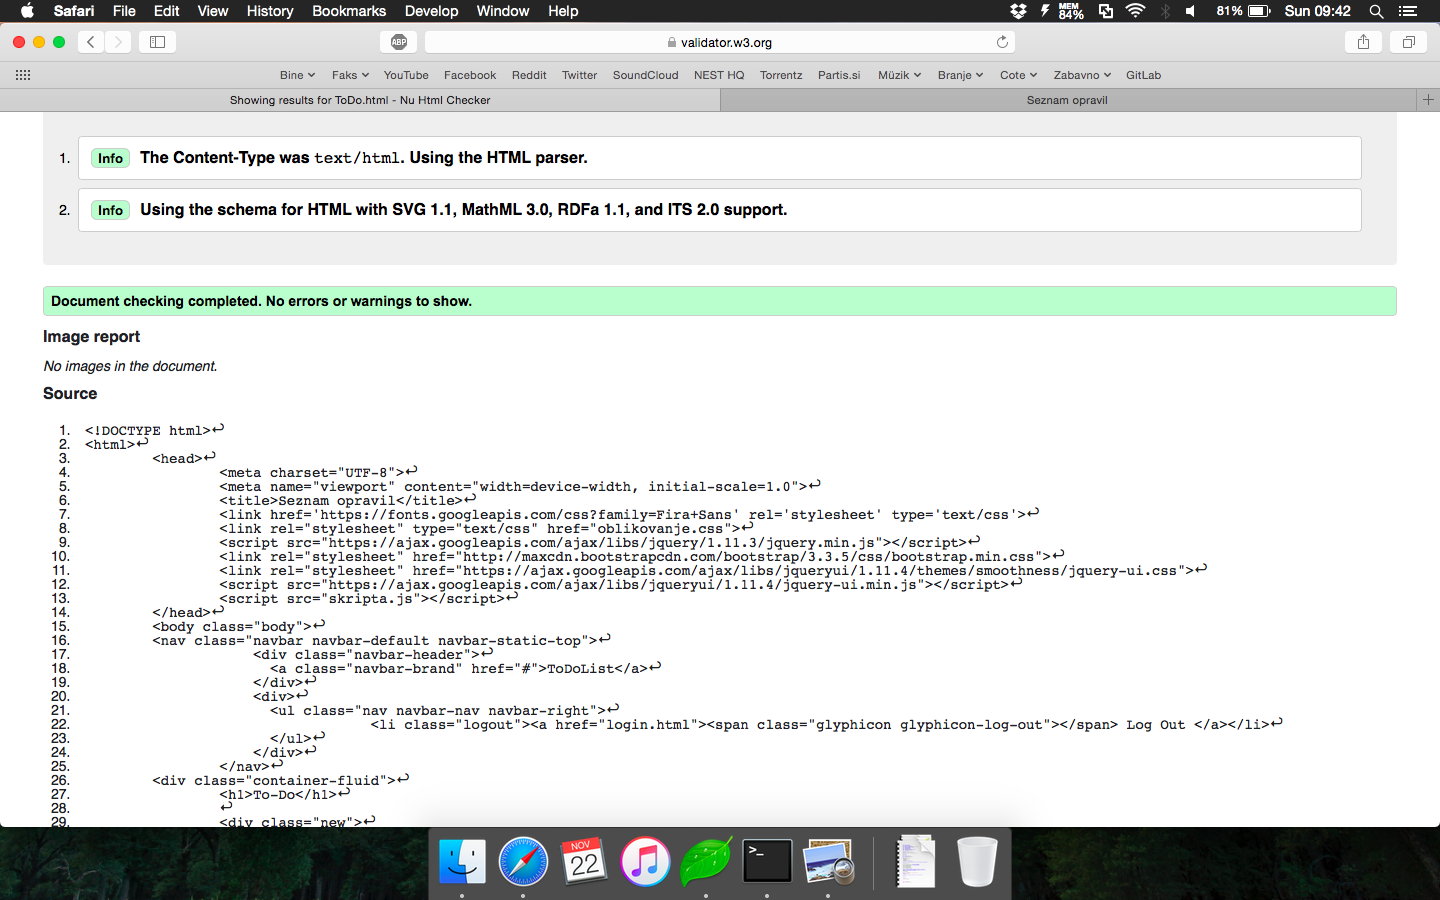 Safari File Edit View History Bookmarks Develop Window Help MEM 84% 81% Sun 09:42
ABP validator.w3.org
Bine Faks YouTube Facebook Reddit Twitter SoundCloud NEST HQ Torrentz Partis.si Müzik Branje Cote Zabavno GitLab
Showing results for ToDo.html - Nu Html Checker Seznam opravil
1. Info The Content-Type was text/html. Using the HTML parser.
2. Info Using the schema for HTML with SVG 1.1, MathML 3.0, RDFa 1.1, and ITS 2.0 support.
Document checking completed. No errors or warnings to show.
Image report
No images in the document.
Source
1. <!DOCTYPE html>↩
2. <html>↩
3. <head>↩
4. <meta charset="UTF-8">↩
5. <meta name="viewport" content="width=device-width, initial-scale=1.0">↩
6. <title>Seznam opravil</title>↩
7. <link href='https://fonts.googleapis.com/css?family=Fira+Sans' rel='stylesheet' type='text/css'>↩
8. <link rel="stylesheet" type="text/css" href="oblikovanje.css">↩
9. <script src="https://ajax.googleapis.com/ajax/libs/jquery/1.11.3/jquery.min.js"></script>↩
10. <link rel="stylesheet" href="http://maxcdn.bootstrapcdn.com/bootstrap/3.3.5/css/bootstrap.min.css">↩
11. <link rel="stylesheet" href="https://ajax.googleapis.com/ajax/libs/jqueryui/1.11.4/themes/smoothness/jquery-ui.css">↩
12. <script src="https://ajax.googleapis.com/ajax/libs/jqueryui/1.11.4/jquery-ui.min.js"></script>↩
13. <script src="skripta.js"></script>↩
14. </head>↩
15. <body class="body">↩
16. <nav class="navbar navbar-default navbar-static-top">↩
17. <div class="navbar-header">↩
18. <a class="navbar-brand" href="#">ToDoList</a>↩
19. </div>↩
20. <div>↩
21. <ul class="nav navbar-nav navbar-right">↩
22. <li class="logout"><a href="login.html"><span class="glyphicon glyphicon-log-out"></span> Log Out </a></li>↩
23. </ul>↩
24. </div>↩
25. </nav>↩
26. <div class="container-fluid">↩
27. <h1>To-Do</h1>↩
28. ↩
29. <div class="new">↩
NOV
22
>_